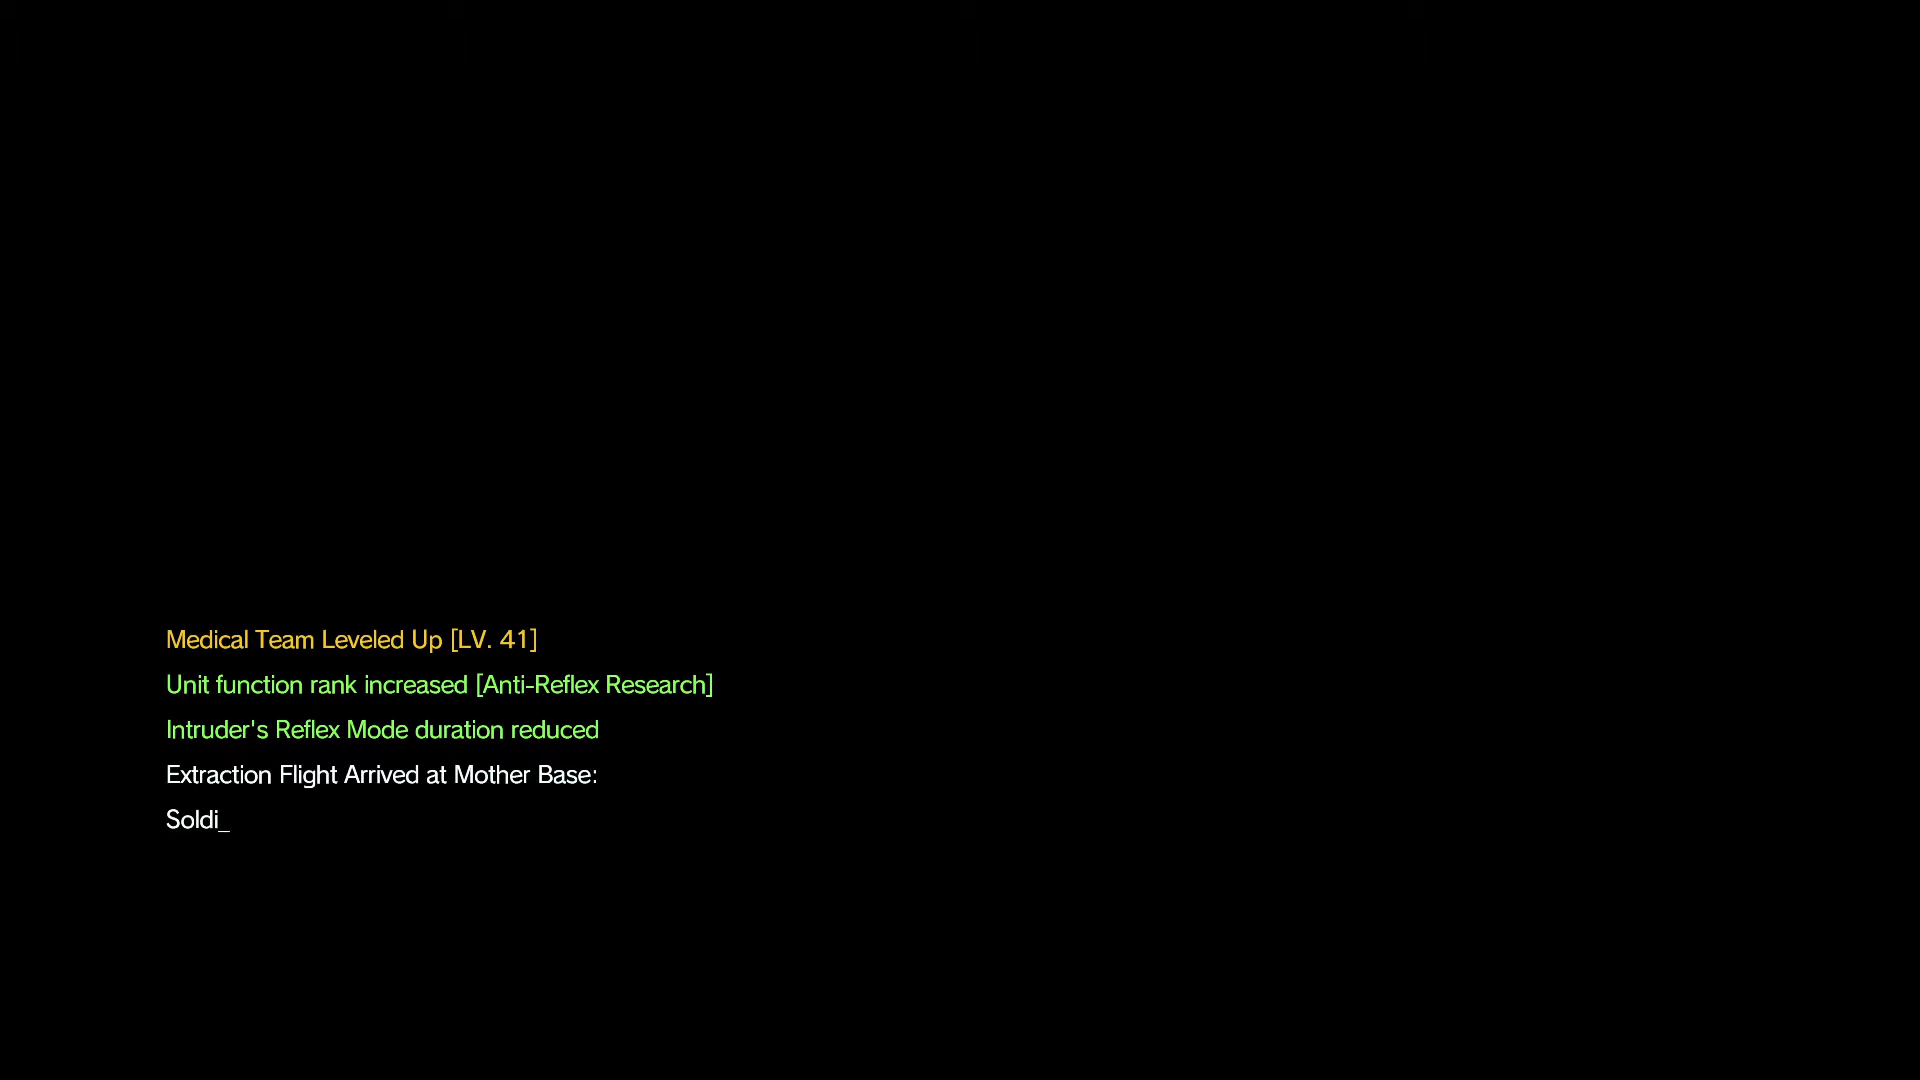 Medical Team Leveled Up [LV. 41]
Unit function rank increased [Anti-Reflex Research]
Intruder's Reflex Mode duration reduced
Extraction Flight Arrived at Mother Base:
Soldi_